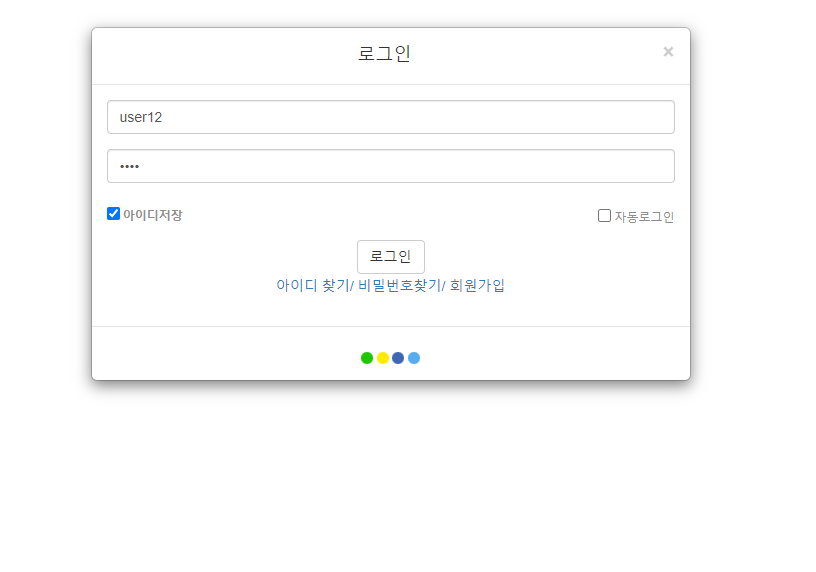 로그인 ×
user12
••••
아이디저장 자동로그인
로그인
아이디 찾기/ 비밀번호찾기/ 회원가입